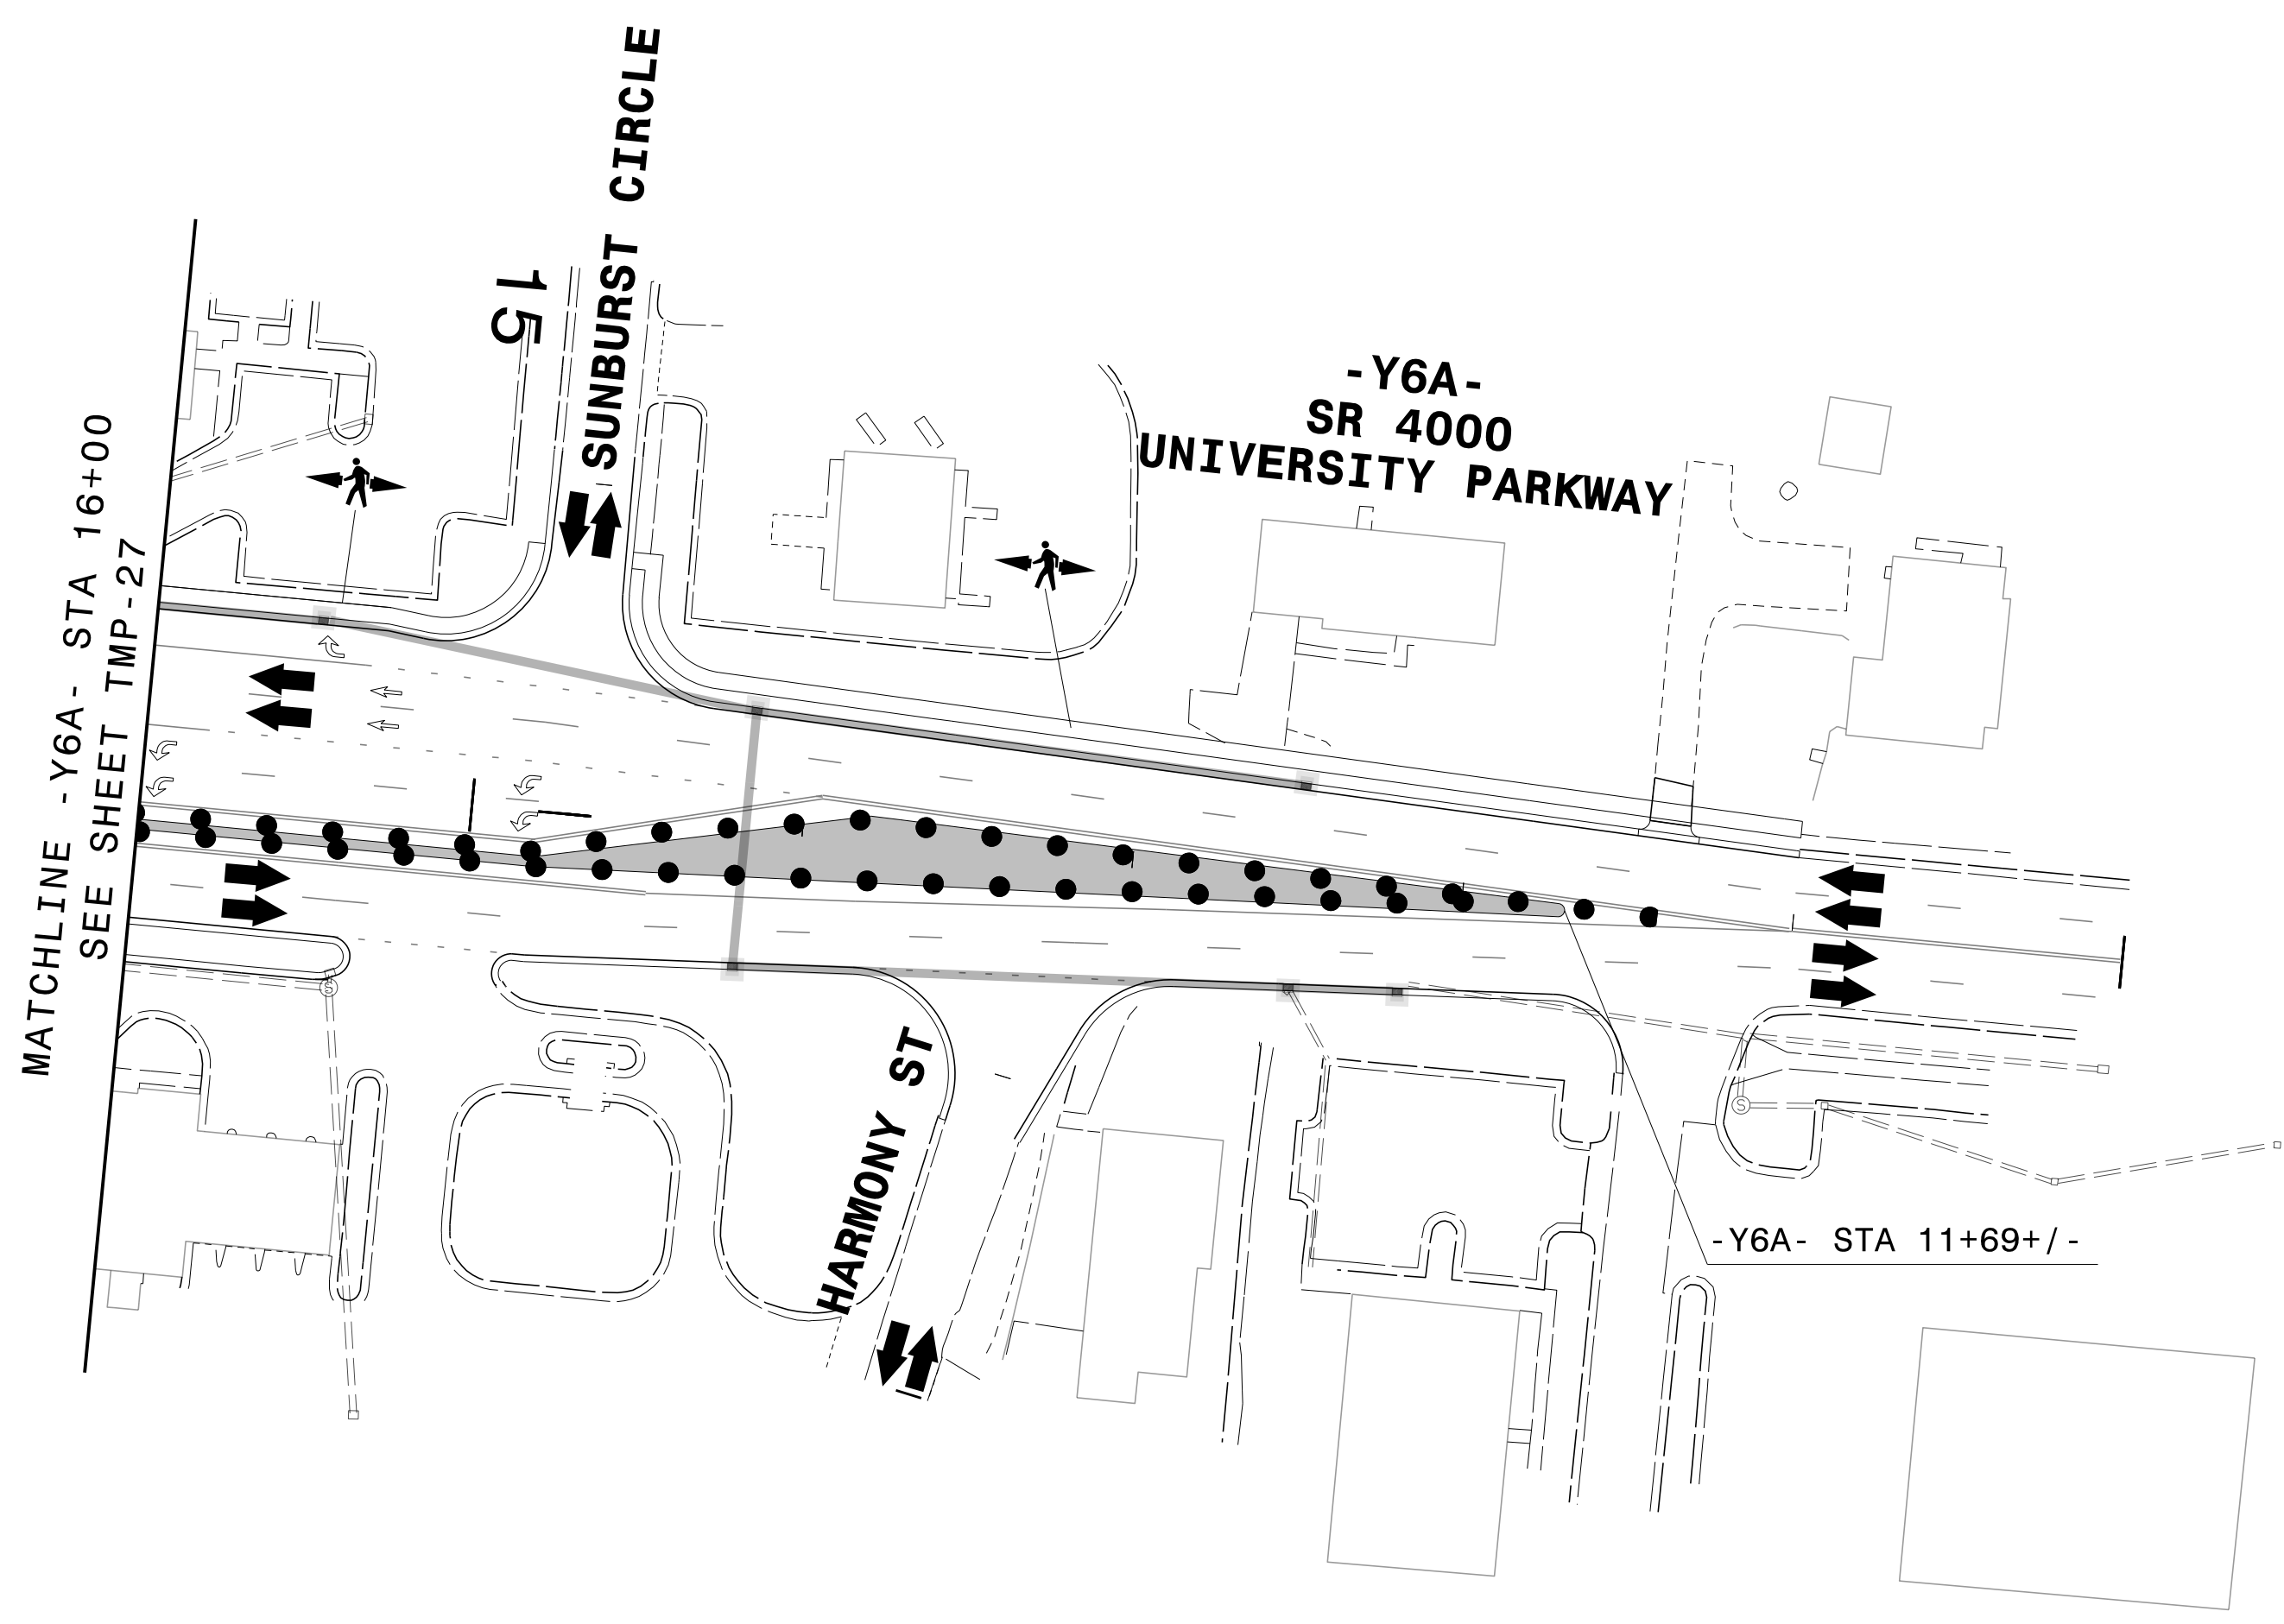 SUNBURST CIRCLE
15
-Y6A-
SR 4000
UNIVERSITY PARKWAY
MATCHLINE -Y6A- STA 16+00
SEE SHEET TMP-27
S
HARMONY ST
S
-Y6A- STA 11+69+/-